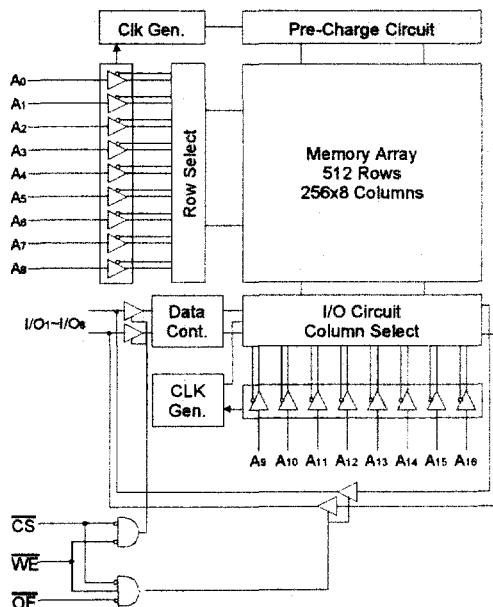 Clk Gen.
Pre-Charge Circuit
A0
A1
A2
A3
A4
A5
A6
A7
A8
Row Select
Memory Array
512 Rows
256x8 Columns
I/O1~I/O8
Data
Cont.
I/O Circuit
Column Select
CLK
Gen.
A9 A10 A11 A12 A13 A14 A15 A16
CS
WE
OE